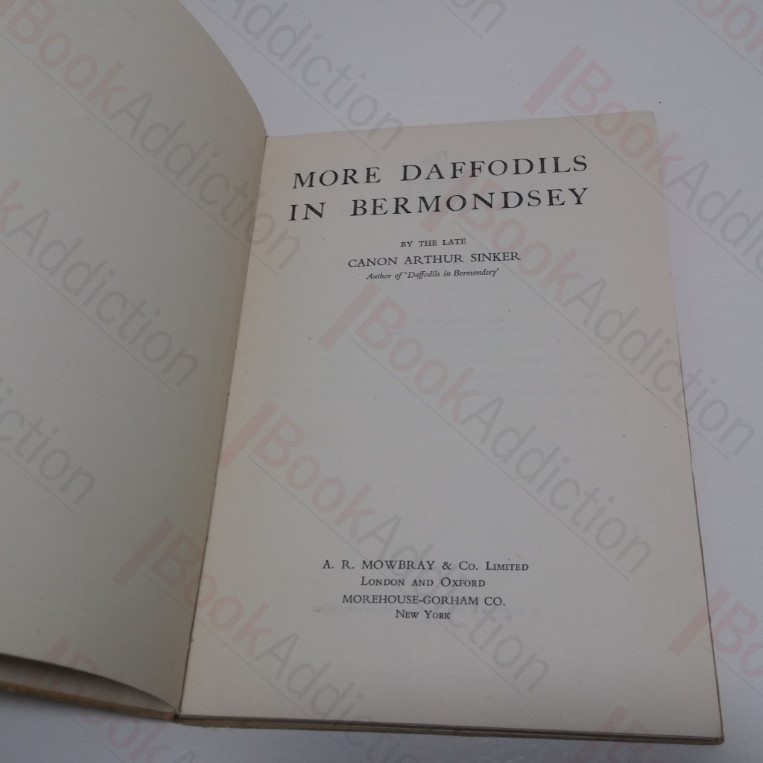 MORE DAFFODILS
IN BERMONDSEY
BY THE LATE
CANON ARTHUR SINKER
Author of 'Daffodils in Bermondsey'
A. R. MOWBRAY & Co. LIMITED
LONDON AND OXFORD
MOREHOUSE-GORHAM CO.
NEW YORK
BookAddiction